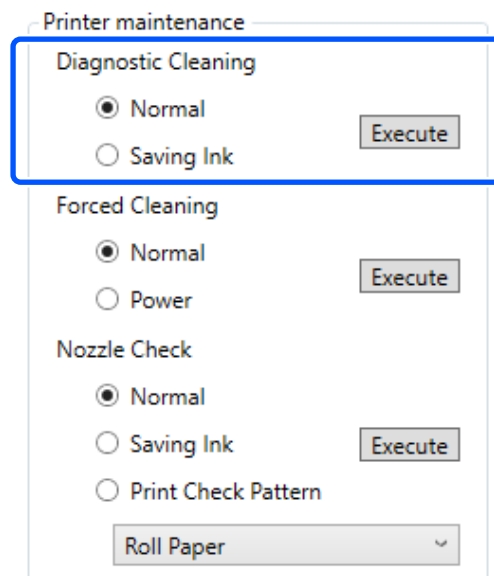 Printer maintenance
Diagnostic Cleaning
Normal
Execute
Saving Ink
Forced Cleaning
Normal
Execute
Power
Nozzle Check
Normal
Saving Ink
Execute
Print Check Pattern
Roll Paper